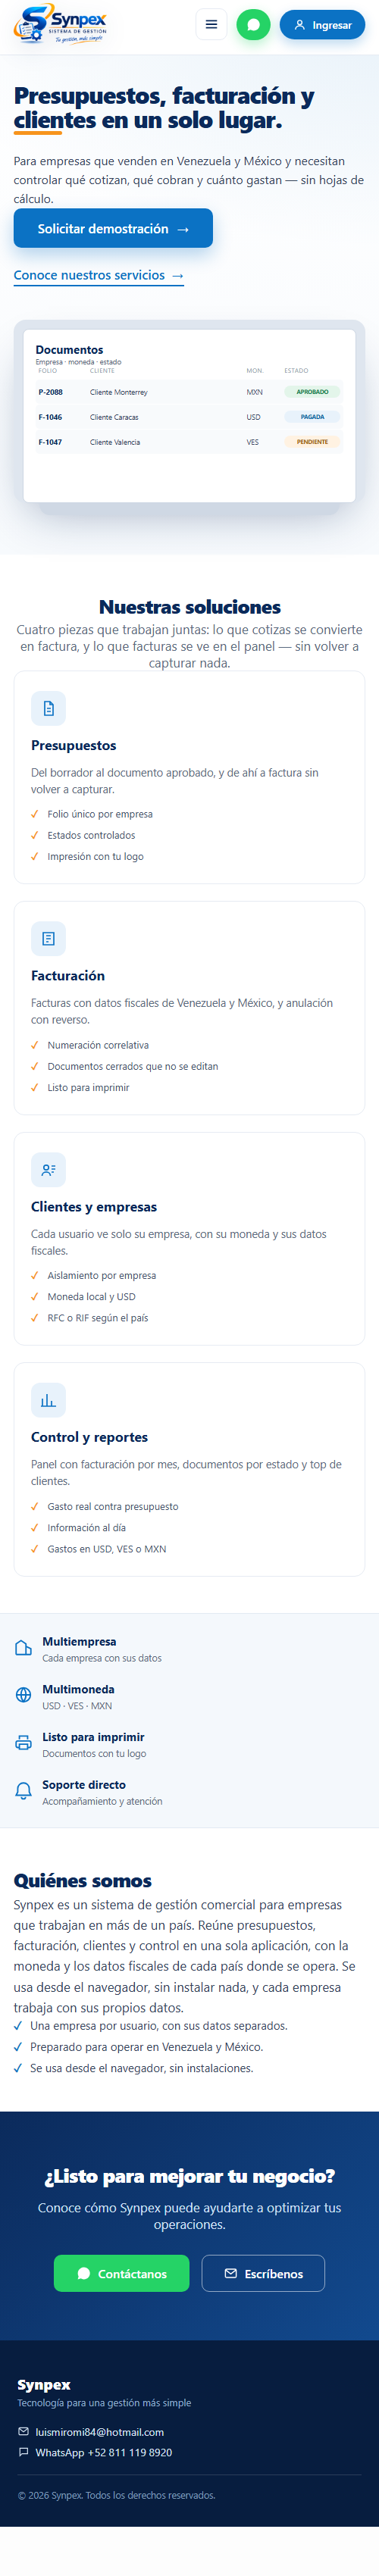 Synpex
SISTEMA DE GESTIÓN
Tu gestión, más simple
Ingresar
Presupuestos, facturación y
clientes en un solo lugar.
Para empresas que venden en Venezuela y México y necesitan
controlar qué cotizan, qué cobran y cuánto gastan — sin hojas de
cálculo.
Solicitar demostración →
Conoce nuestros servicios →
Documentos
Empresa · moneda · estado
FOLIO CLIENTE MON. ESTADO
P-2088 Cliente Monterrey MXN APROBADO
F-1046 Cliente Caracas USD PAGADA
F-1047 Cliente Valencia VES PENDIENTE
Nuestras soluciones
Cuatro piezas que trabajan juntas: lo que cotizas se convierte
en factura, y lo que facturas se ve en el panel — sin volver a
capturar nada.
Presupuestos
Del borrador al documento aprobado, y de ahí a factura sin
volver a capturar.
✓ Folio único por empresa
✓ Estados controlados
✓ Impresión con tu logo
Facturación
Facturas con datos fiscales de Venezuela y México, y anulación
con reverso.
✓ Numeración correlativa
✓ Documentos cerrados que no se editan
✓ Listo para imprimir
Clientes y empresas
Cada usuario ve solo su empresa, con su moneda y sus datos
fiscales.
✓ Aislamiento por empresa
✓ Moneda local y USD
✓ RFC o RIF según el país
Control y reportes
Panel con facturación por mes, documentos por estado y top de
clientes.
✓ Gasto real contra presupuesto
✓ Información al día
✓ Gastos en USD, VES o MXN
Multiempresa
Cada empresa con sus datos
Multimoneda
USD · VES · MXN
Listo para imprimir
Documentos con tu logo
Soporte directo
Acompañamiento y atención
Quiénes somos
Synpex es un sistema de gestión comercial para empresas
que trabajan en más de un país. Reúne presupuestos,
facturación, clientes y control en una sola aplicación, con la
moneda y los datos fiscales de cada país donde se opera. Se
usa desde el navegador, sin instalar nada, y cada empresa
trabaja con sus propios datos.
✓ Una empresa por usuario, con sus datos separados.
✓ Preparado para operar en Venezuela y México.
✓ Se usa desde el navegador, sin instalaciones.
¿Listo para mejorar tu negocio?
Conoce cómo Synpex puede ayudarte a optimizar tus
operaciones.
Contáctanos
Escríbenos
Synpex
Tecnología para una gestión más simple
luismiromi84@hotmail.com
WhatsApp +52 811 119 8920
© 2026 Synpex. Todos los derechos reservados.